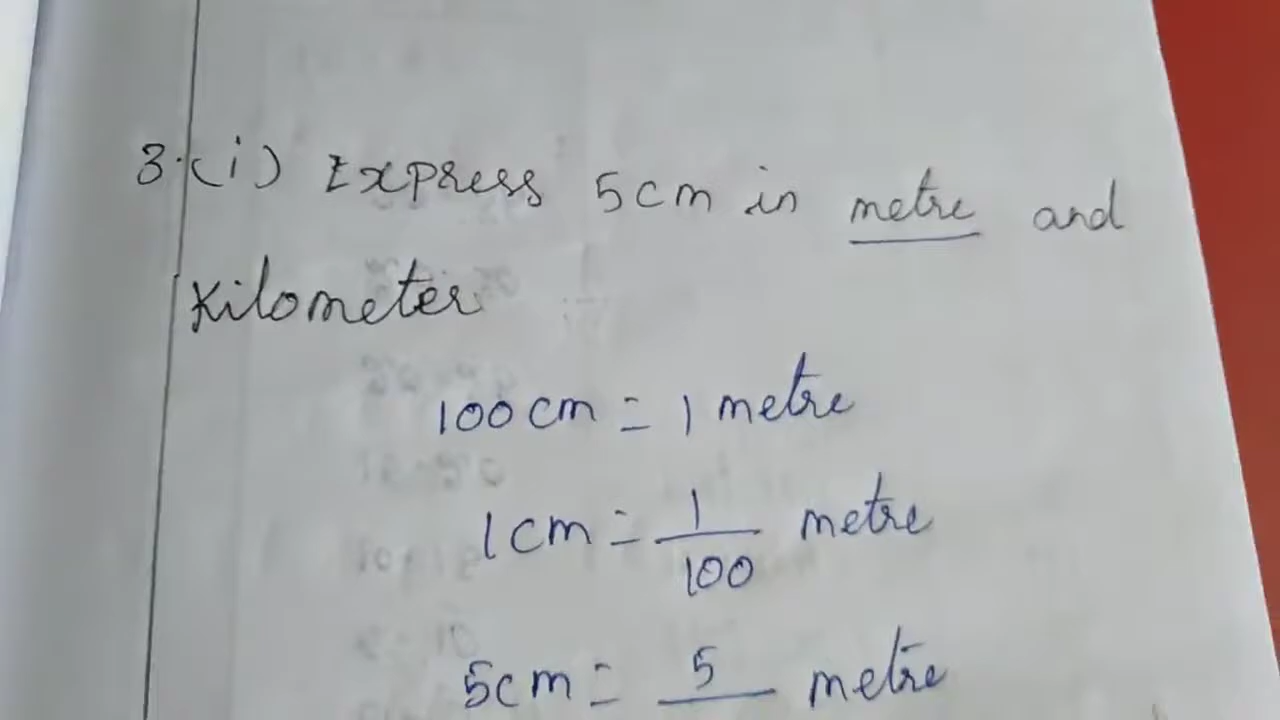 3.(i) Express 5cm in metre and
Kilometer
100cm = 1 metre
1cm = 1/100 metre
5cm = 5/ metre